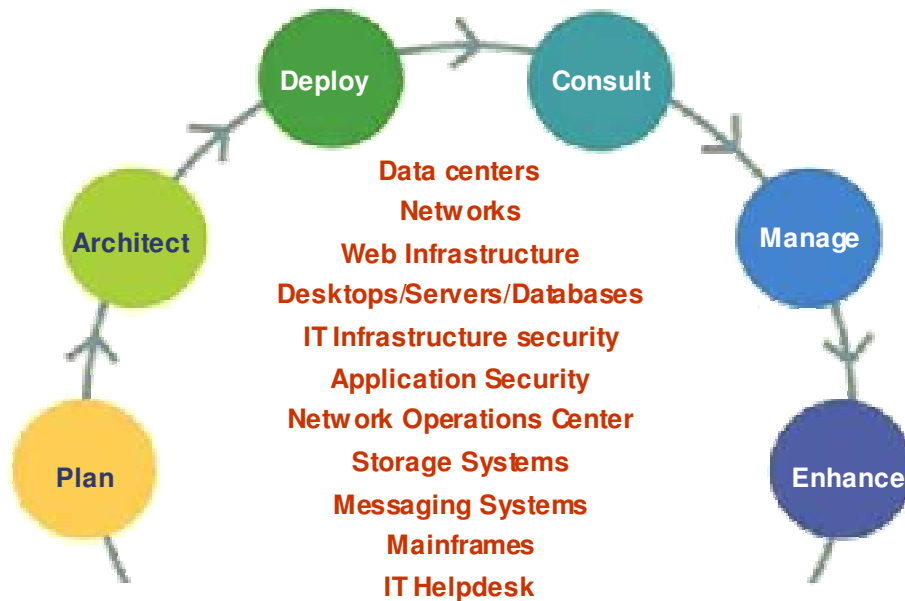 Deploy
Consult
Architect
Manage
Plan
Enhance
Data centers
Networks
Web Infrastructure
Desktops/Servers/Databases
IT Infrastructure security
Application Security
Network Operations Center
Storage Systems
Messaging Systems
Mainframes
IT Helpdesk